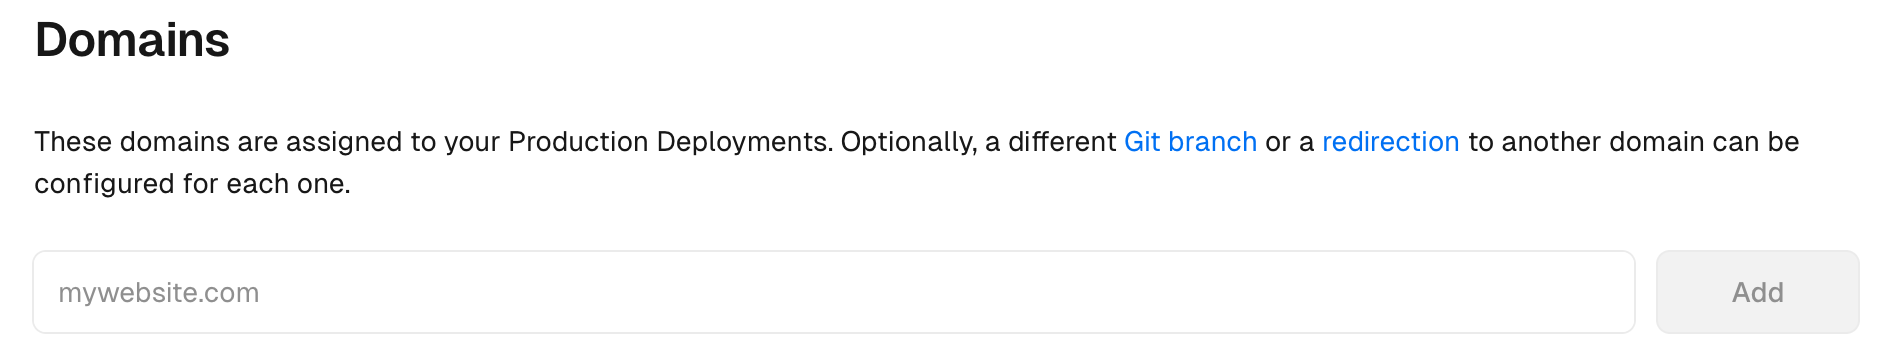 Domains
These domains are assigned to your Production Deployments. Optionally, a different Git branch or a redirection to another domain can be
configured for each one.
mywebsite.com
Add